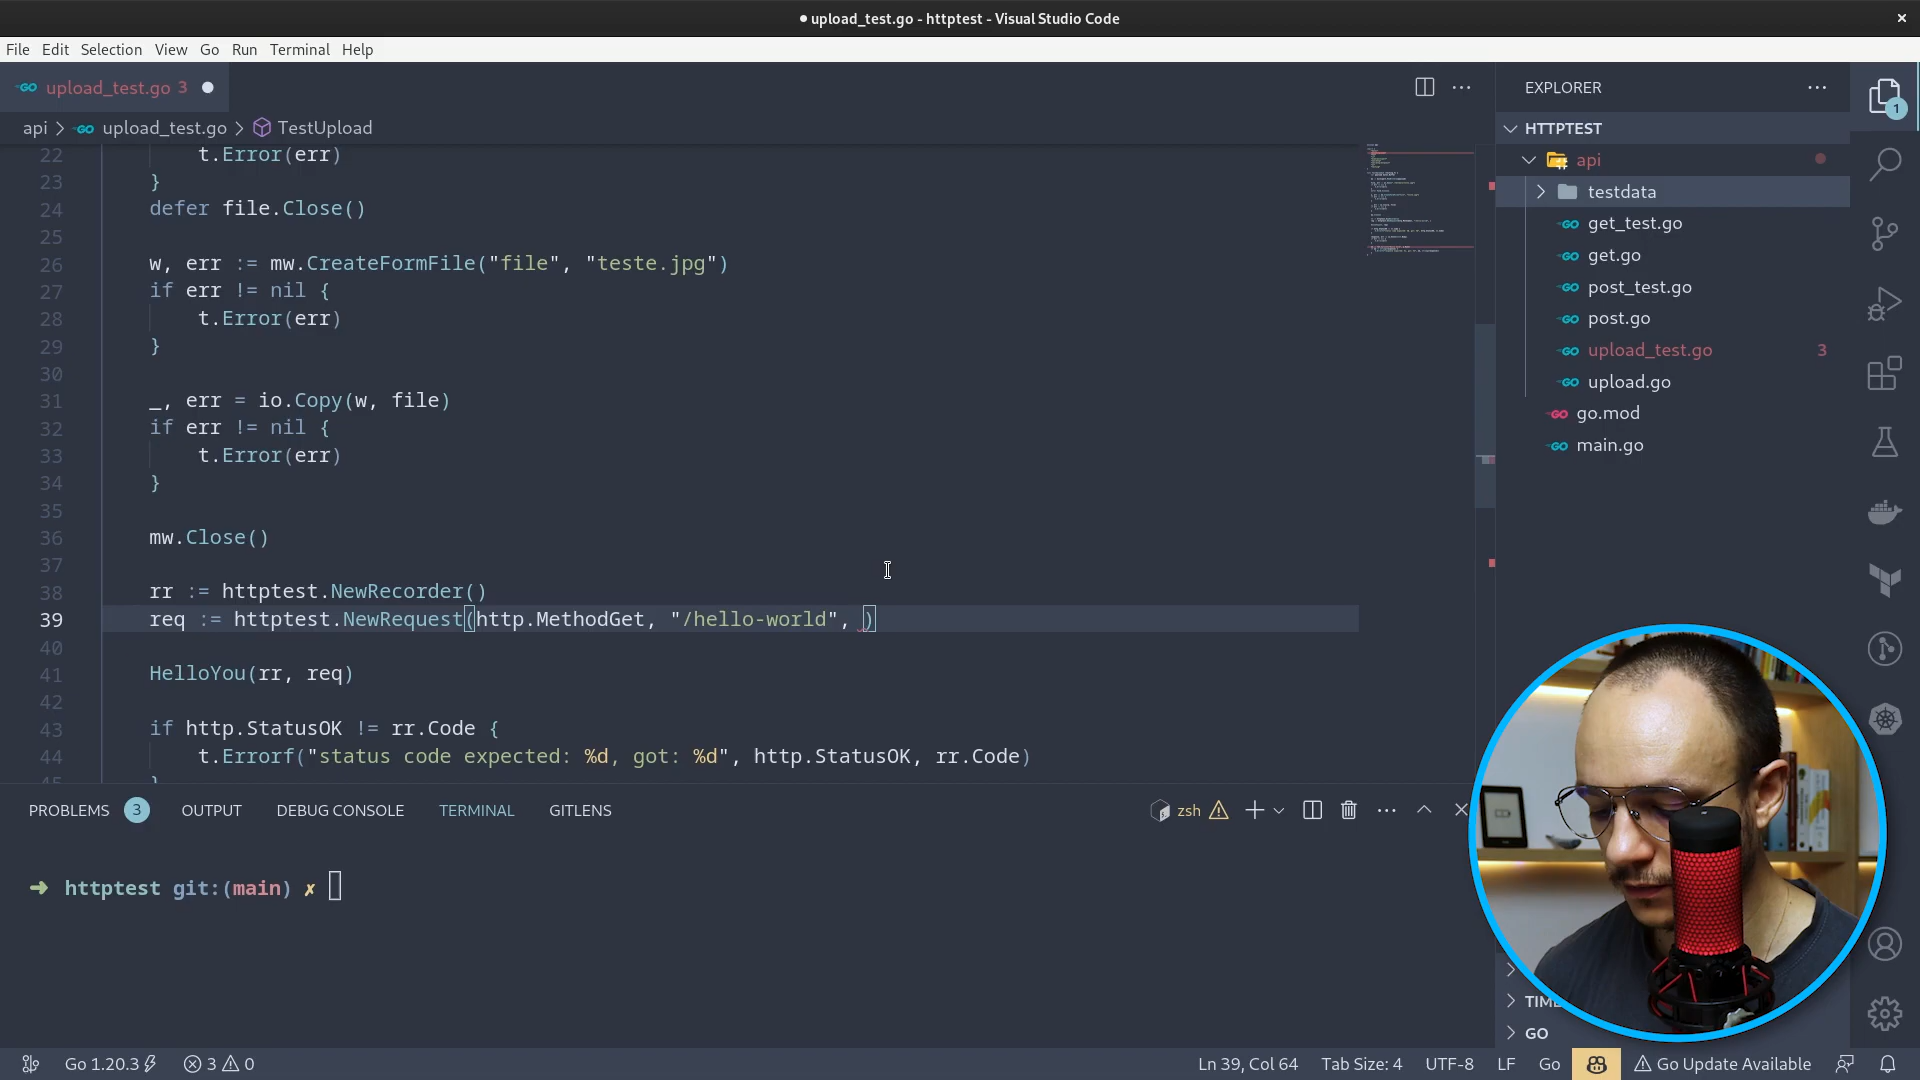 ● upload_test.go - httptest - Visual Studio Code
File Edit Selection View Go Run Terminal Help
upload_test.go 3
api > upload_test.go > TestUpload
22 t.Error(err)
23 }
24 defer file.Close()
25
26 w, err := mw.CreateFormFile("file", "teste.jpg")
27 if err != nil {
28 t.Error(err)
29 }
30
31 _, err = io.Copy(w, file)
32 if err != nil {
33 t.Error(err)
34 }
35
36 mw.Close()
37
38 rr := httptest.NewRecorder()
39 req := httptest.NewRequest(http.MethodGet, "/hello-world", )
40
41 HelloYou(rr, req)
42
43 if http.StatusOK != rr.Code {
44 t.Errorf("status code expected: %d, got: %d", http.StatusOK, rr.Code)
EXPLORER
1
HTTPTEST
api
testdata
get_test.go
get.go
post_test.go
post.go
upload_test.go 3
upload.go
go.mod
main.go
GO
PROBLEMS 3 OUTPUT DEBUG CONSOLE TERMINAL GITLENS
zsh
➜ httptest git:(main) ✗
Go 1.20.3 3 0
Ln 39, Col 64 Tab Size: 4 UTF-8 LF Go Go Update Available